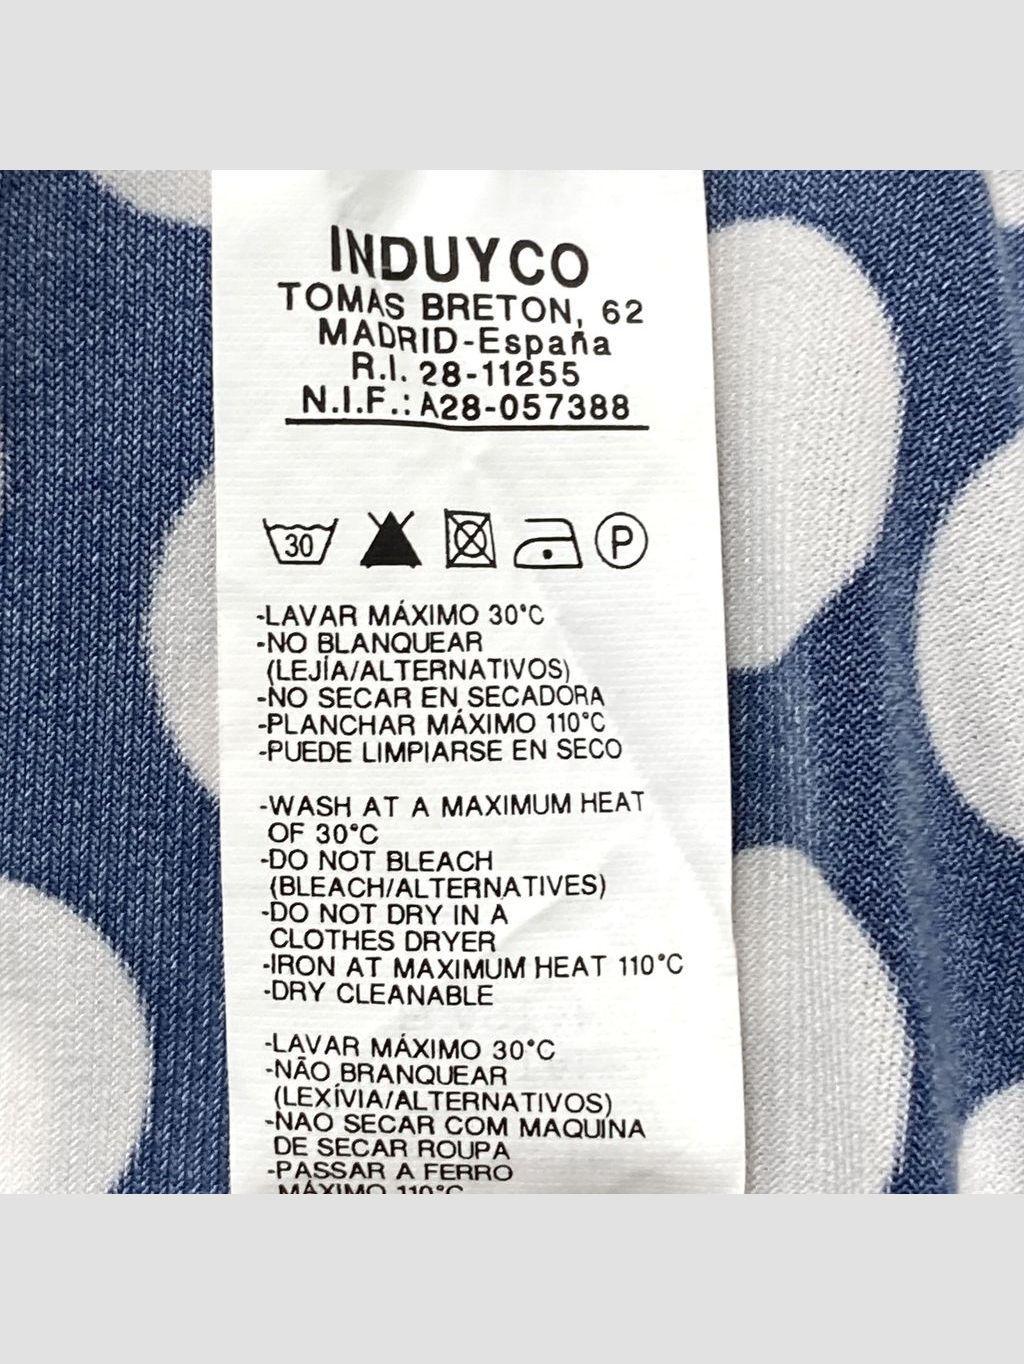 INDUYCO
TOMAS BRETON, 62
MADRID-España
R.I. 28-11255
N.I.F.: A28-057388
30 P
-LAVAR MÁXIMO 30°C
-NO BLANQUEAR
(LEJÍA/ALTERNATIVOS)
-NO SECAR EN SECADORA
-PLANCHAR MÁXIMO 110°C
-PUEDE LIMPIARSE EN SECO
-WASH AT A MAXIMUM HEAT
OF 30°C
-DO NOT BLEACH
(BLEACH/ALTERNATIVES)
-DO NOT DRY IN A
CLOTHES DRYER
-IRON AT MAXIMUM HEAT 110°C
-DRY CLEANABLE
-LAVAR MÁXIMO 30°C
-NÃO BRANQUEAR
(LEXÍVIA/ALTERNATIVOS)
-NAO SECAR COM MAQUINA
DE SECAR ROUPA
-PASSAR A FERRO
MÁXIMO 110°C